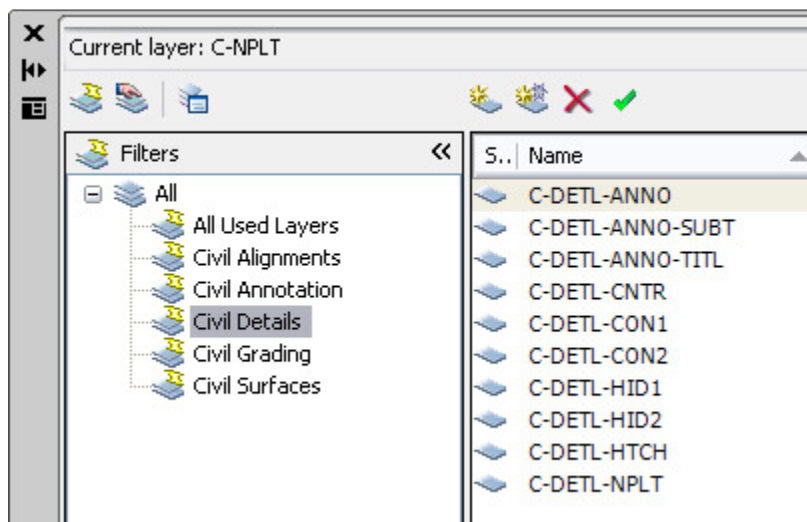 Current layer: C-NPLT
Filters
All
All Used Layers
Civil Alignments
Civil Annotation
Civil Details
Civil Grading
Civil Surfaces
S.. Name
C-DETL-ANNO
C-DETL-ANNO-SUBT
C-DETL-ANNO-TITL
C-DETL-CNTR
C-DETL-CON1
C-DETL-CON2
C-DETL-HID1
C-DETL-HID2
C-DETL-HTCH
C-DETL-NPLT